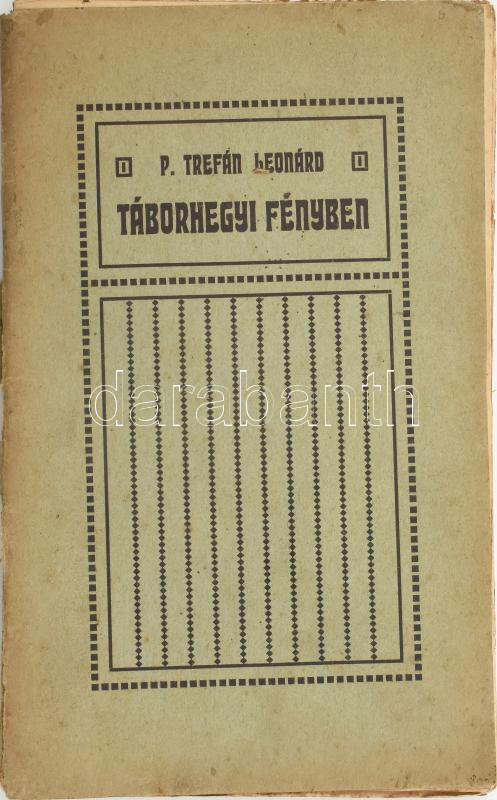 P. TREFÁN LEONÁRD
TÁBORHEGYI FÉNYBEN
darabanth